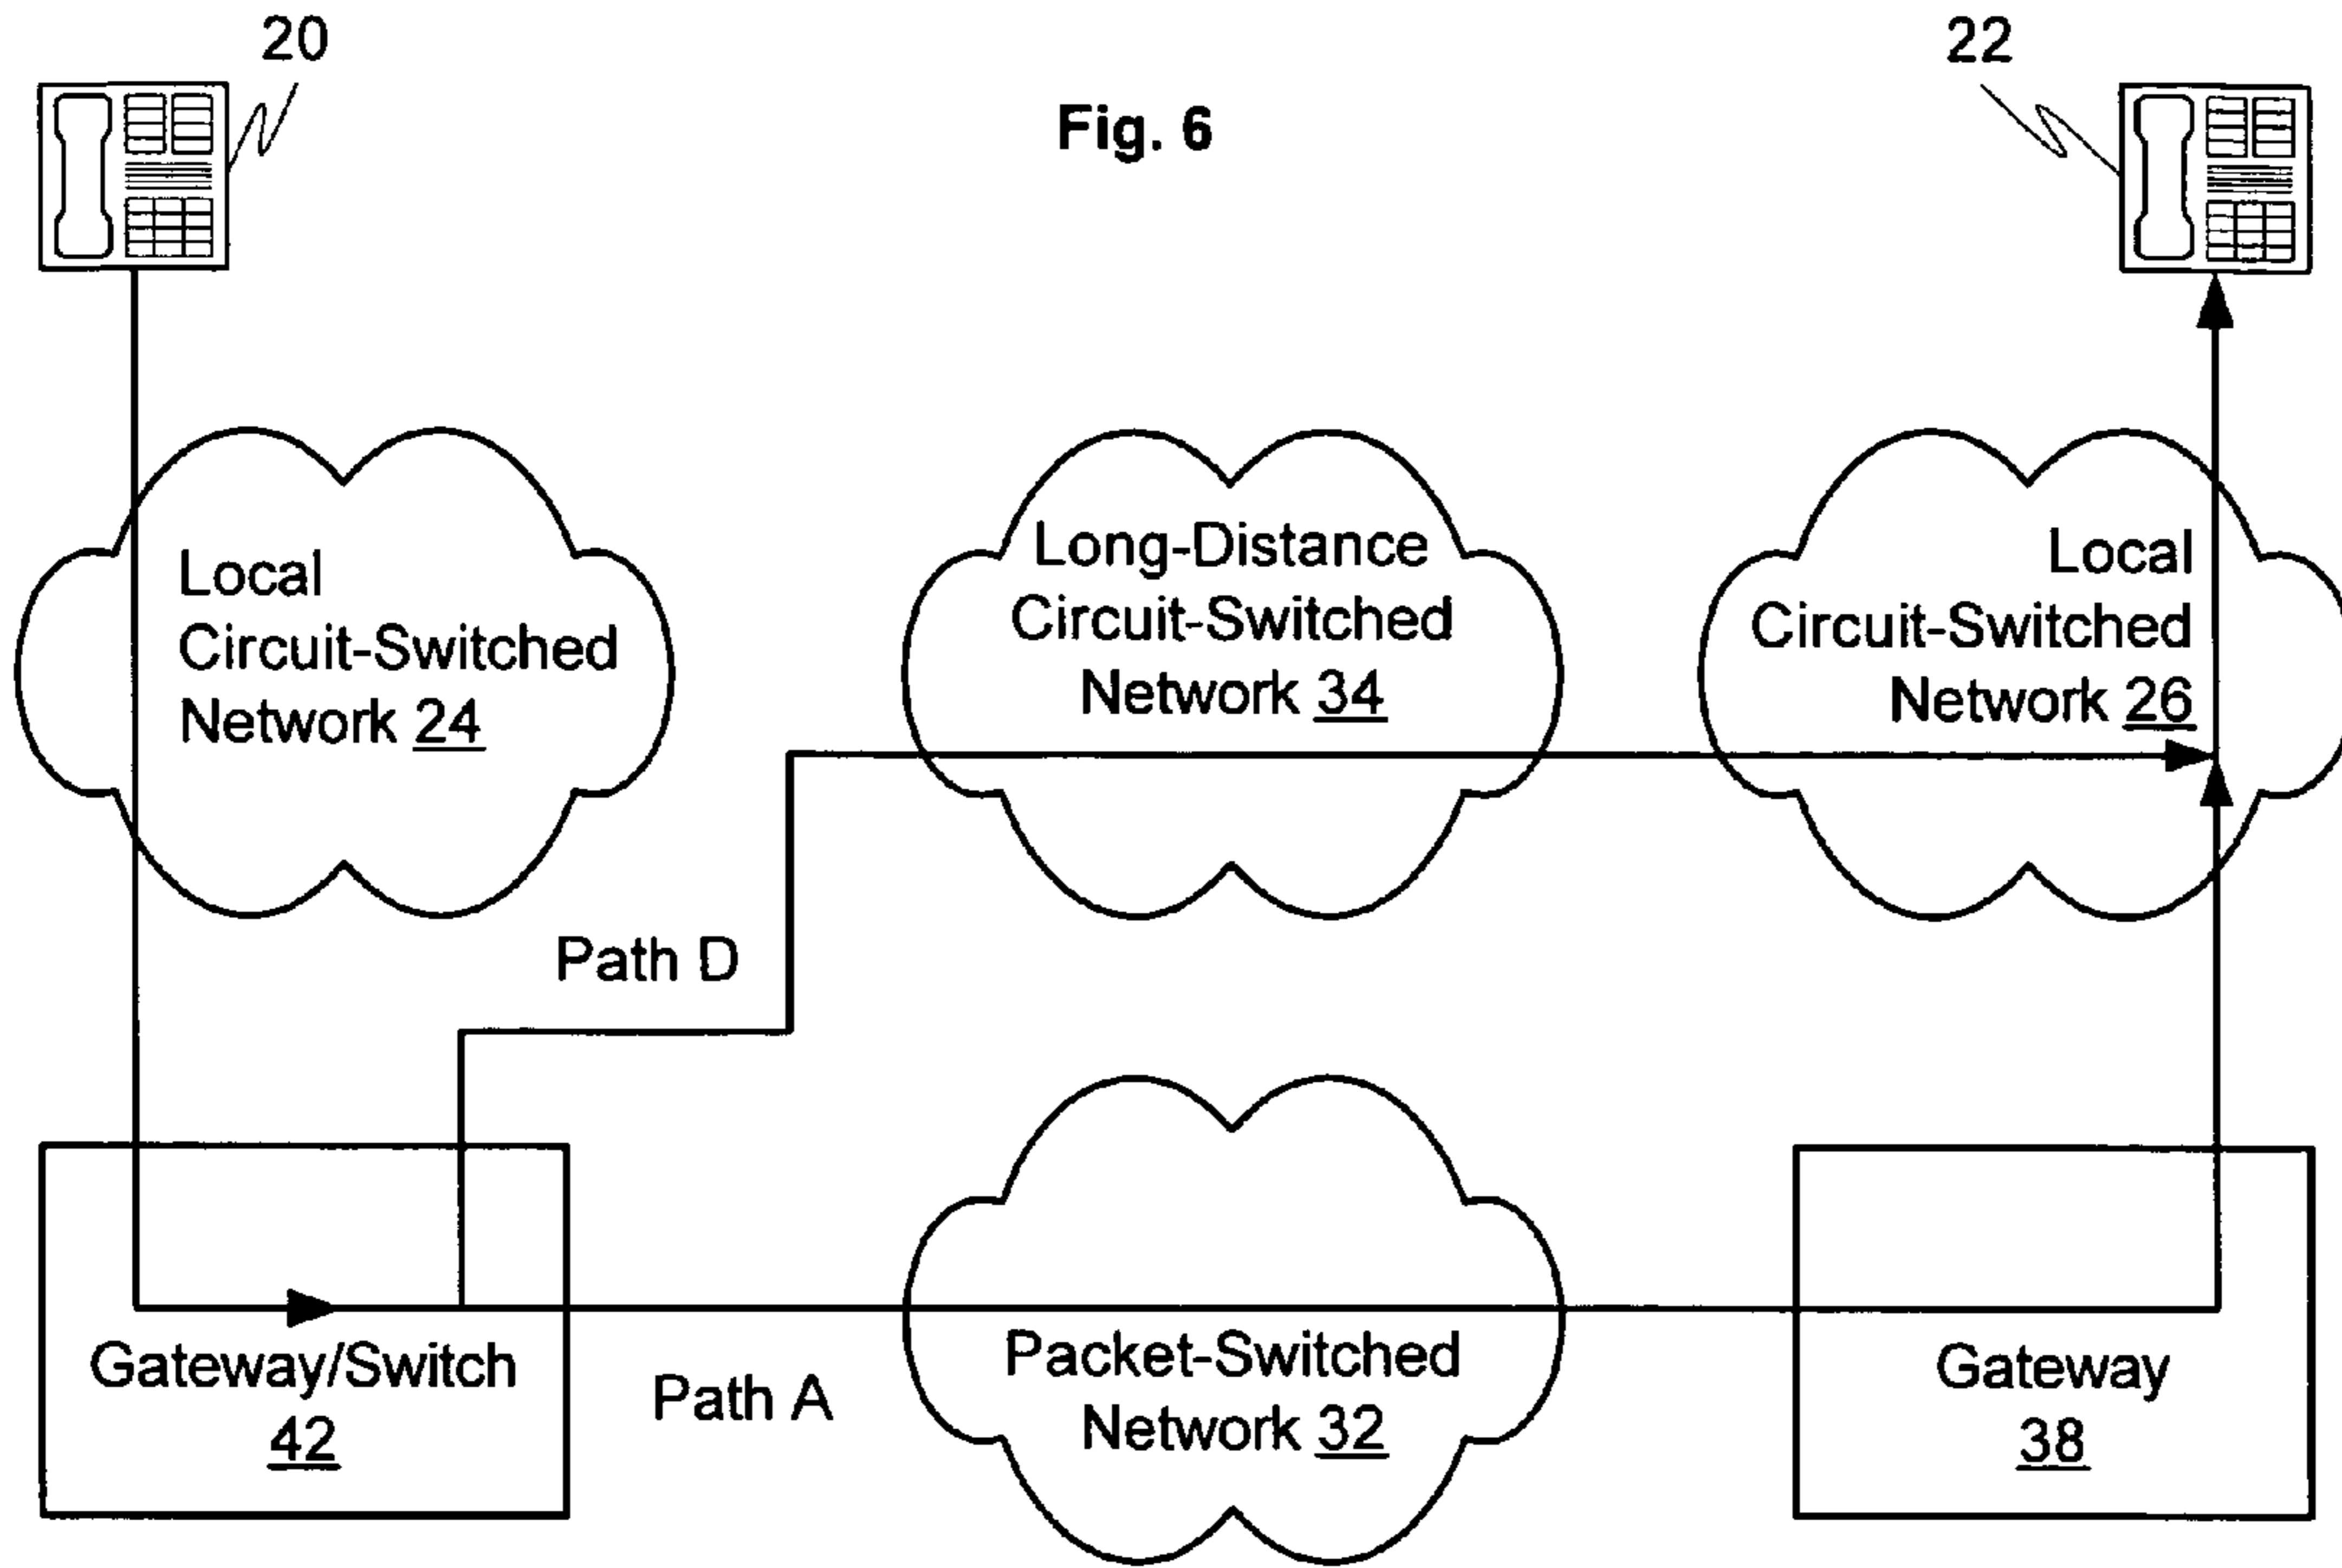 20
22
Fig. 6
Local
Circuit-Switched
Network 24
Long-Distance
Circuit-Switched
Network 34
Local
Circuit-Switched
Network 26
Path D
Gateway/Switch
42
Path A
Packet-Switched
Network 32
Gateway
38